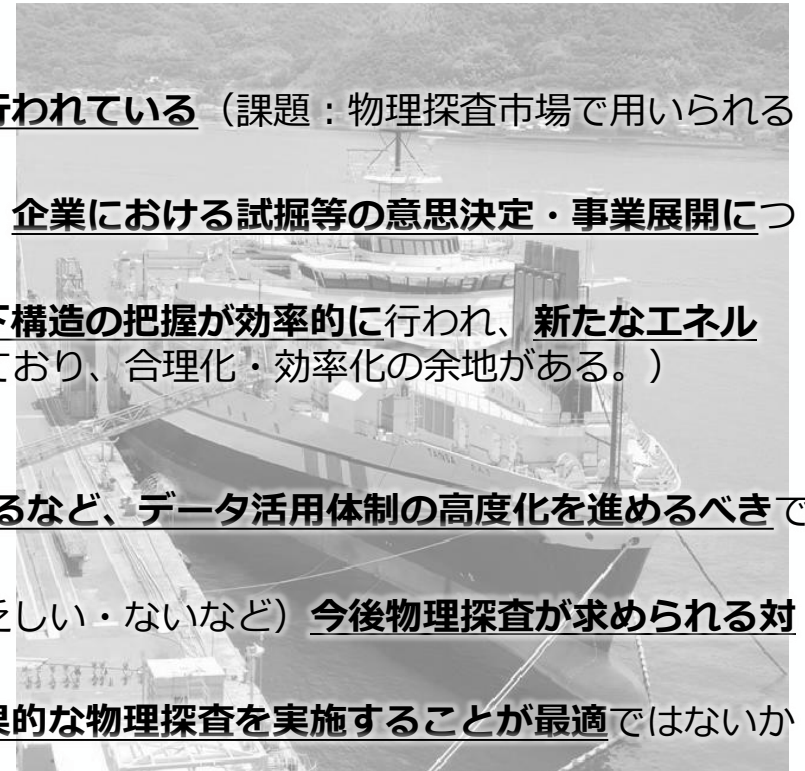 行われている（課題：物理探査市場で用いられる
企業における試掘等の意思決定・事業展開につ
下構造の把握が効率的に行われ、新たなエネル
ており、合理化・効率化の余地がある。）
るなど、データ活用体制の高度化を進めるべきで
乏しい・ないなど）今後物理探査が求められる対
果的な物理探査を実施することが最適ではないか